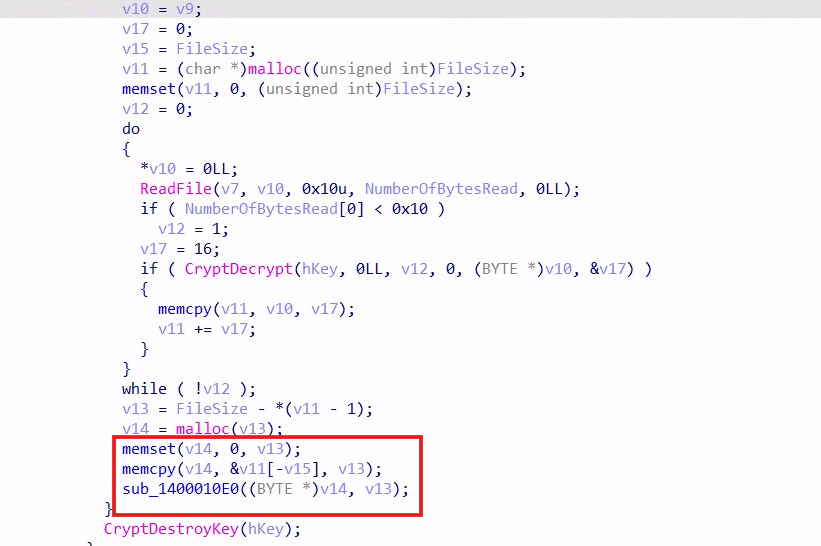 v10 = v9;
v17 = 0;
v15 = FileSize;
v11 = (char *)malloc((unsigned int)FileSize);
memset(v11, 0, (unsigned int)FileSize);
v12 = 0;
do
{
*v10 = 0LL;
ReadFile(v7, v10, 0x10u, NumberOfBytesRead, 0LL);
if ( NumberOfBytesRead[0] < 0x10 )
v12 = 1;
v17 = 16;
if ( CryptDecrypt(hKey, 0LL, v12, 0, (BYTE *)v10, &v17) )
{
memcpy(v11, v10, v17);
v11 += v17;
}
}
while ( !v12 );
v13 = FileSize - *(v11 - 1);
v14 = malloc(v13);
memset(v14, 0, v13);
memcpy(v14, &v11[-v15], v13);
sub_1400010E0((BYTE *)v14, v13);
}
CryptDestroyKey(hKey);
}